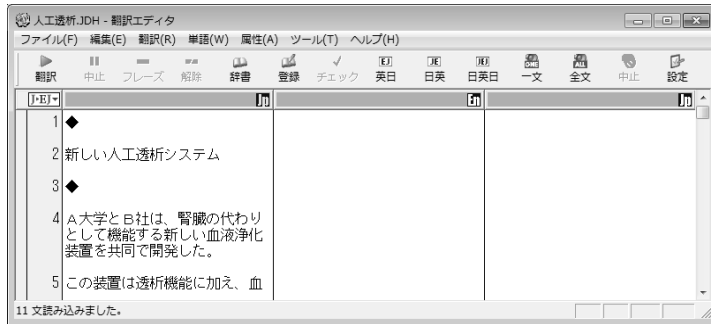 人工透析.JDH - 翻訳エディタ
ファイル(F) 編集(E) 翻訳(R) 単語(W) 属性(A) ツール(T) ヘルプ(H)
翻訳 中止 フレーズ 解除 辞書 登録 チェック 英日 日英 日英日 一文 全文 中止 設定
1 ◆
2 新しい人工透析システム
3 ◆
4 A大学とB社は、腎臓の代わり
として機能する新しい血液浄化
装置を共同で開発した。
5 この装置は透析機能に加え、血
11 文読み込みました。